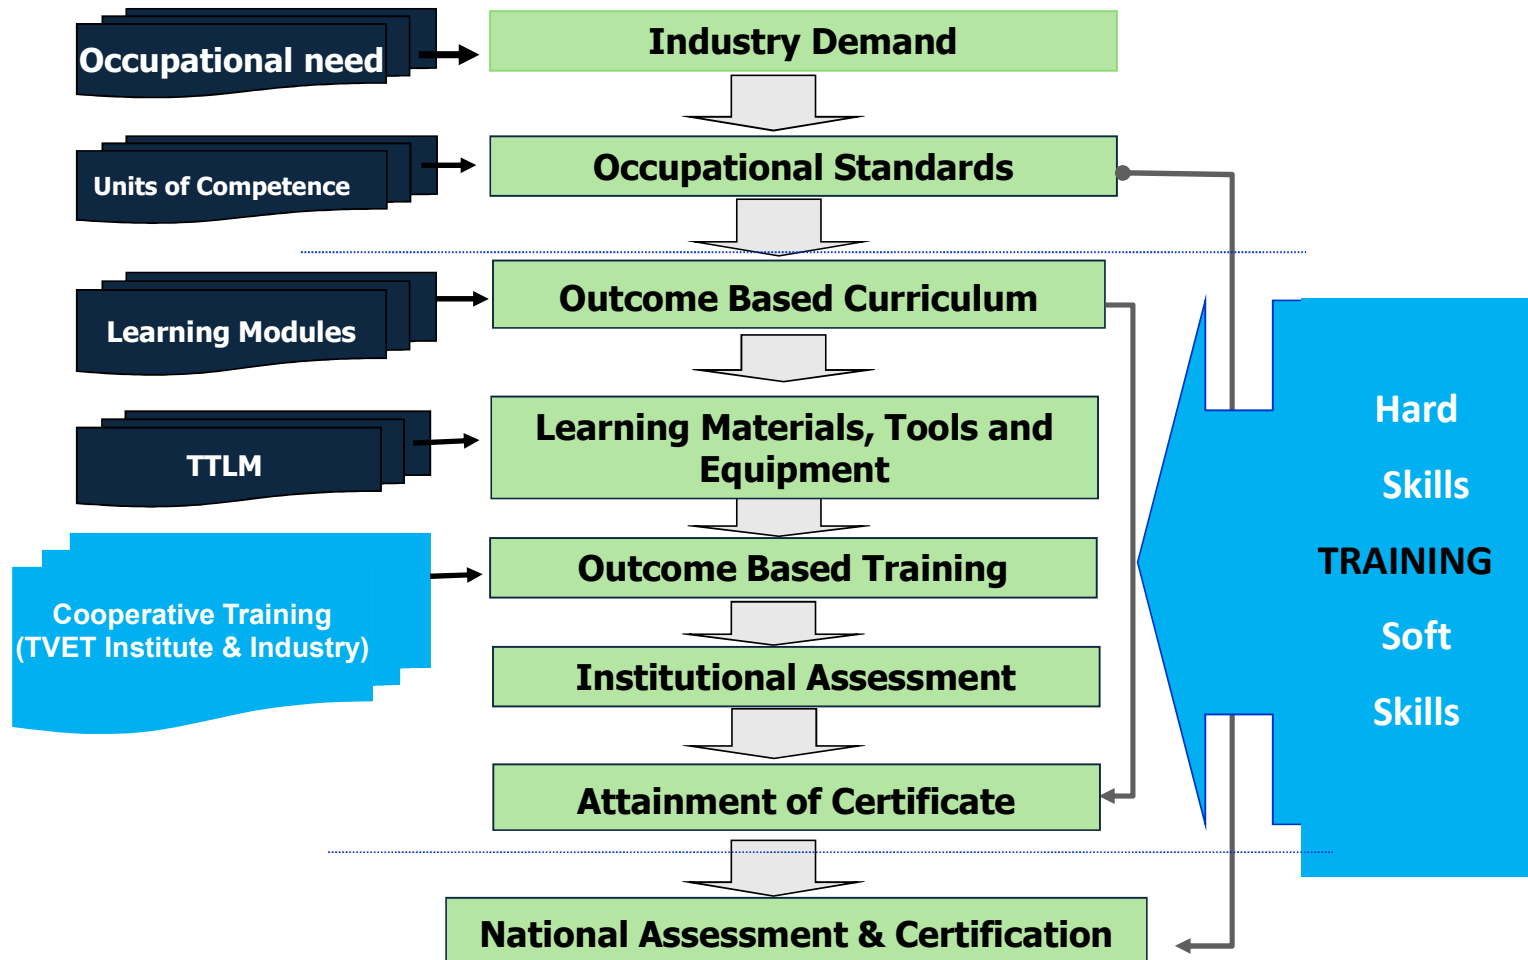 Occupational need
Industry Demand
Units of Competence
Occupational Standards
Learning Modules
Outcome Based Curriculum
TTLM
Learning Materials, Tools and
Equipment
Cooperative Training
(TVET Institute & Industry)
Outcome Based Training
Institutional Assessment
Attainment of Certificate
National Assessment & Certification
Hard
Skills
TRAINING
Soft
Skills